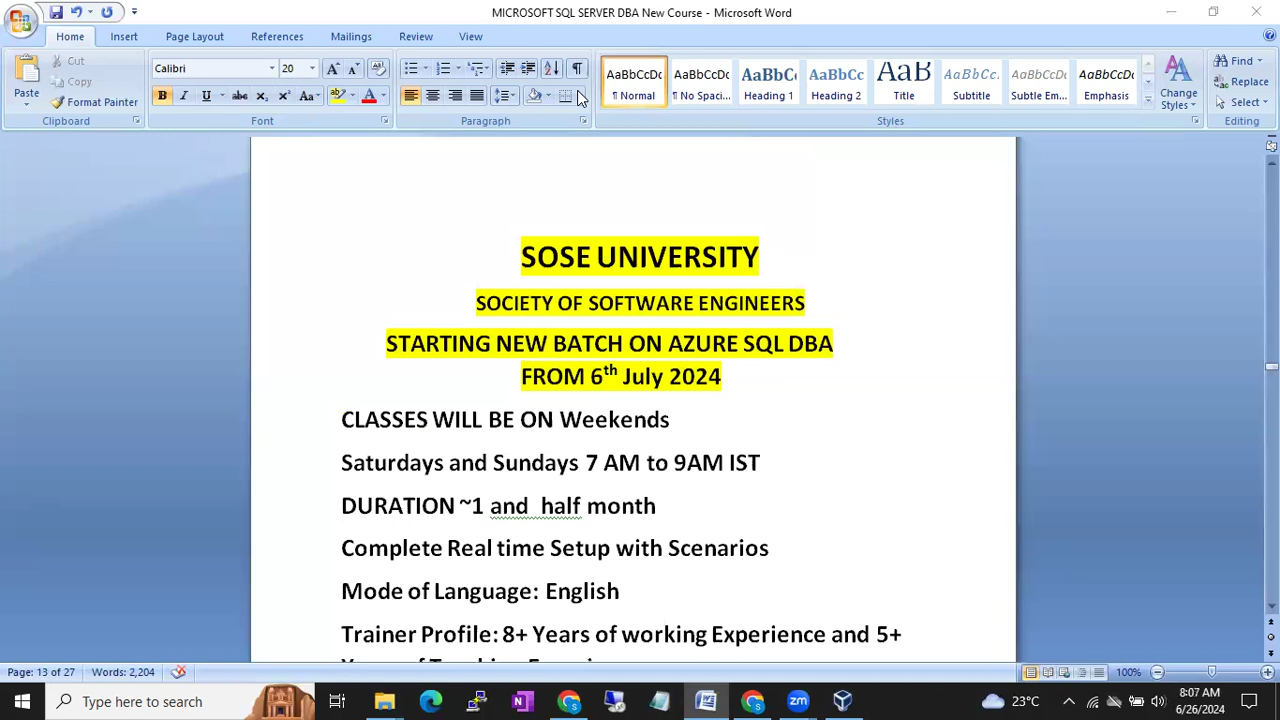 MICROSOFT SQL SERVER DBA New Course - Microsoft Word
Home Insert Page Layout References Mailings Review View
Paste
Cut
Copy
Format Painter
Clipboard
Calibri 20
Font
Paragraph
AaBbCcDc AaBbCcDc AaBbC AaBbCc AaB AaBbCc. AaBbCcDc AaBbCcDc
¶ Normal ¶ No Spaci... Heading 1 Heading 2 Title Subtitle Subtle Em... Emphasis
Styles
Change
Styles
Find
Replace
Select
Editing
SOSE UNIVERSITY
SOCIETY OF SOFTWARE ENGINEERS
STARTING NEW BATCH ON AZURE SQL DBA
FROM 6th July 2024
CLASSES WILL BE ON Weekends
Saturdays and Sundays 7 AM to 9AM IST
DURATION ~1 and half month
Complete Real time Setup with Scenarios
Mode of Language: English
Trainer Profile: 8+ Years of working Experience and 5+
Page: 13 of 27 Words: 2,204 100%
Type here to search
23°C
8:07 AM
6/26/2024